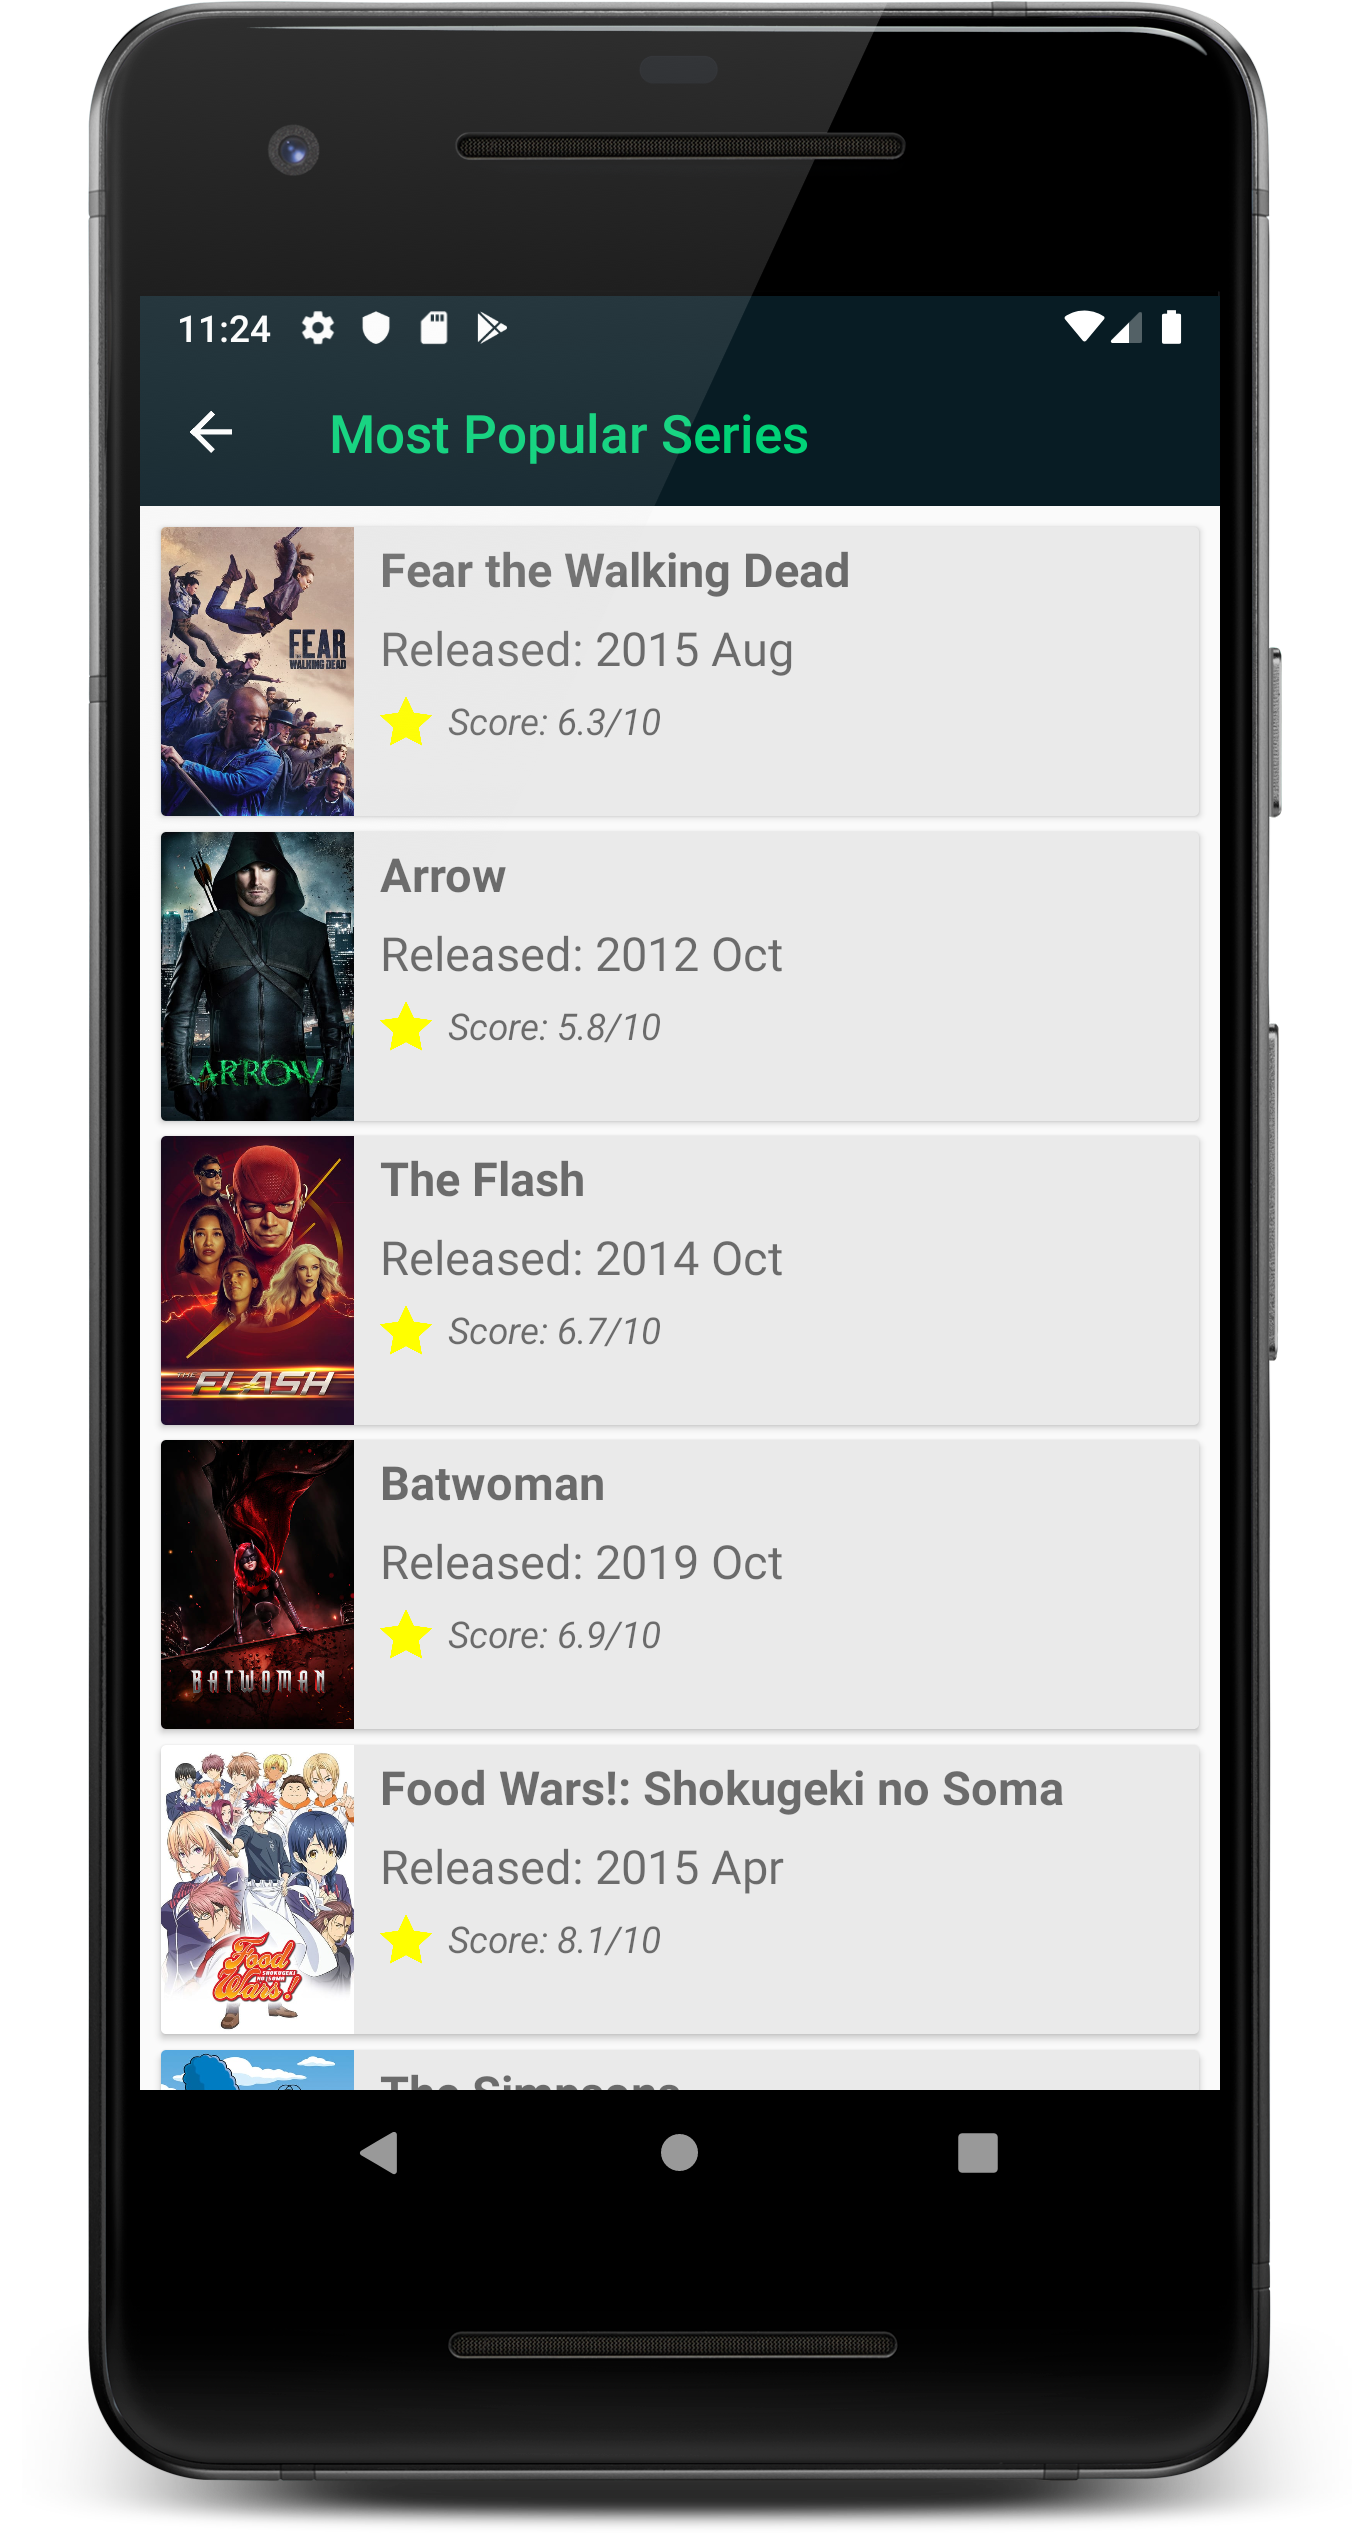 11:24
Most Popular Series
FEAR
WALKING DEAD
Fear the Walking Dead
Released: 2015 Aug
Score: 6.3/10
ARROW
Arrow
Released: 2012 Oct
Score: 5.8/10
THE
FLASH
The Flash
Released: 2014 Oct
Score: 6.7/10
BATWOMAN
Batwoman
Released: 2019 Oct
Score: 6.9/10
Food
SHOKUGEKI
NO SOMA
Wars!
Food Wars!: Shokugeki no Soma
Released: 2015 Apr
Score: 8.1/10
The Simpsons